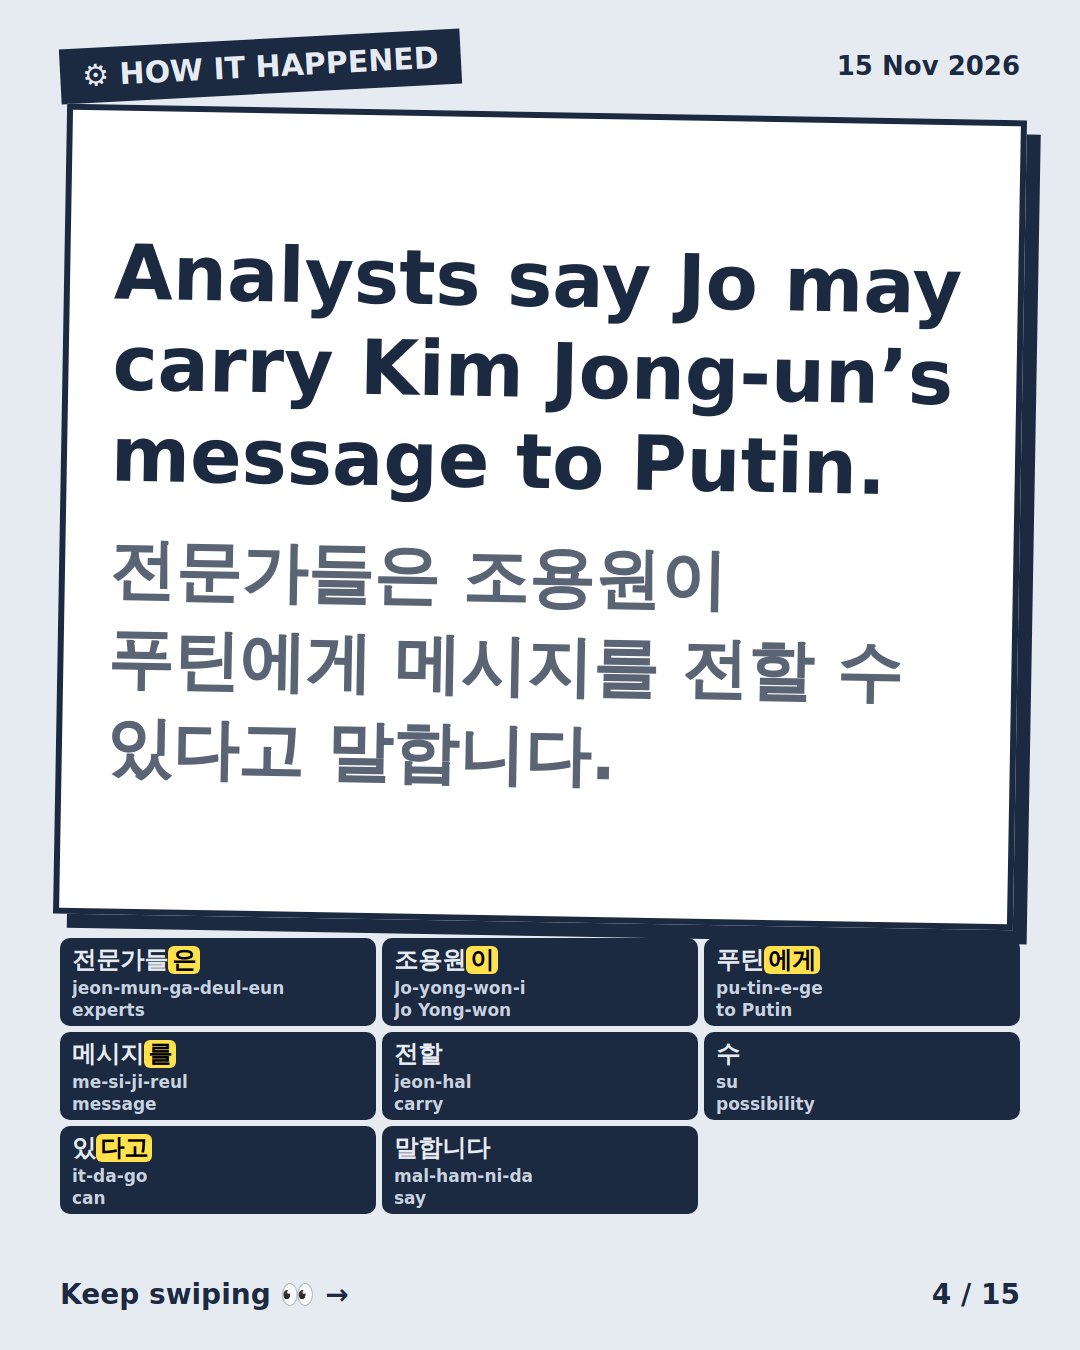 ⚙ HOW IT HAPPENED
15 Nov 2026
Analysts say Jo may
carry Kim Jong-un’s
message to Putin.
전문가들은 조용원이
푸틴에게 메시지를 전할 수
있다고 말합니다.
전문가들은
jeon-mun-ga-deul-eun
experts
조용원이
Jo-yong-won-i
Jo Yong-won
푸틴에게
pu-tin-e-ge
to Putin
메시지를
me-si-ji-reul
message
전할
jeon-hal
carry
수
su
possibility
있다고
it-da-go
can
말합니다
mal-ham-ni-da
say
Keep swiping 👀 →
4 / 15